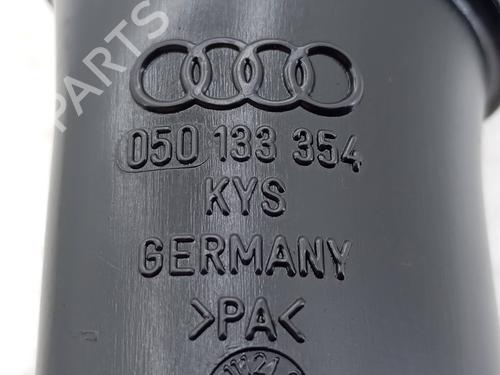 PARTS
050 133 354
KYS
GERMANY
>PA<